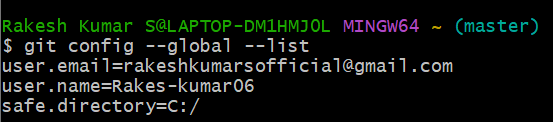 Rakesh Kumar S@LAPTOP-DM1HMJ0L MINGW64 ~ (master)
$ git config --global --list
user.email=rakeshkumarsofficial@gmail.com
user.name=Rakes-kumar06
safe.directory=C:/